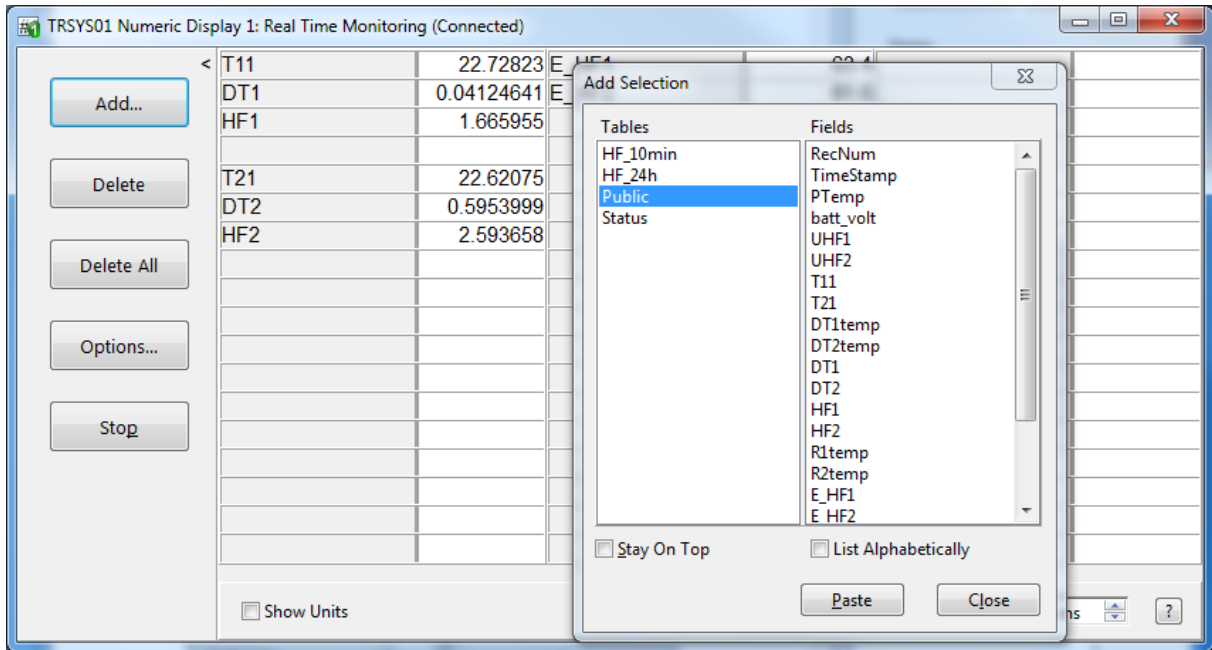 TRSYS01 Numeric Display 1: Real Time Monitoring (Connected)
Add...
Delete
Delete All
Options...
Stop
<
T11 22.72823
DT1 0.04124641
HF1 1.665955
T21 22.62075
DT2 0.5953999
HF2 2.593658
Show Units
Add Selection
Tables
HF_10min
HF_24h
Public
Status
Fields
RecNum
TimeStamp
PTemp
batt_volt
UHF1
UHF2
T11
T21
DT1temp
DT2temp
DT1
DT2
HF1
HF2
R1temp
R2temp
E_HF1
E_HF2
Stay On Top
List Alphabetically
Paste
Close
?